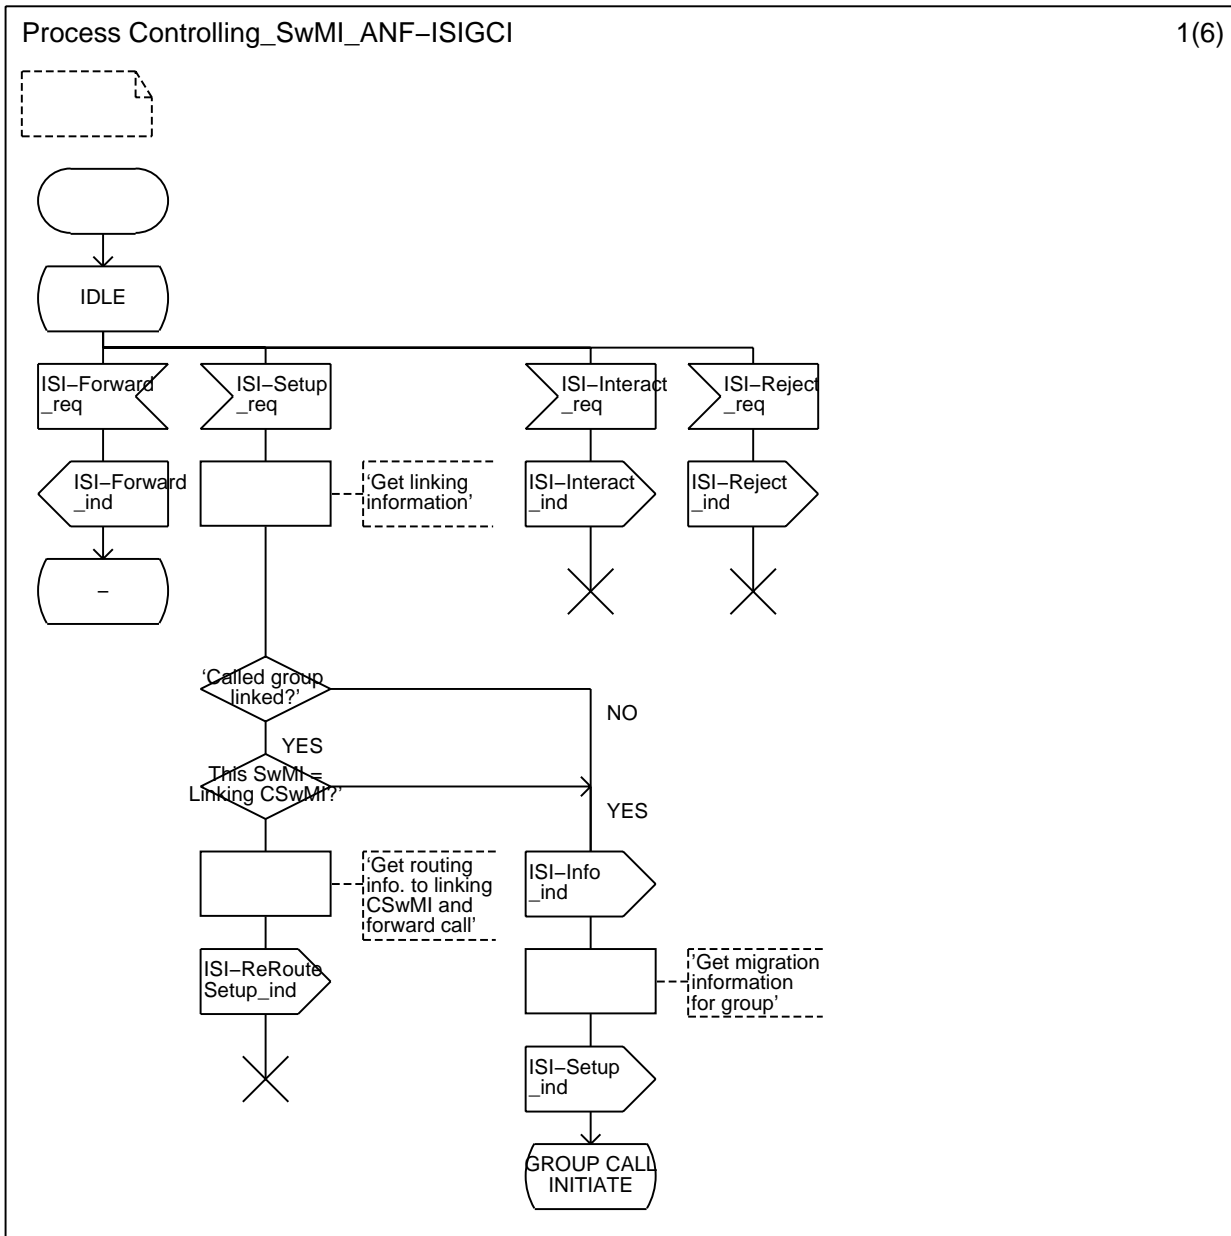 Process Controlling_SwMI_ANF−ISIGCI
1(6)
IDLE
ISI−Forward
_req
ISI−Setup
_req
ISI−Interact
_req
ISI−Reject
_req
ISI−Forward
_ind
‘Get linking
information’
ISI−Interact
_ind
ISI−Reject
_ind
−
‘Called group
linked?’
NO
YES
This SwMI =
Linking CSwMI?’
YES
‘Get routing
info. to linking
CSwMI and
forward call’
ISI−Info
_ind
ISI−ReRoute
Setup_ind
’Get migration
information
for group’
ISI−Setup
_ind
GROUP CALL
INITIATE